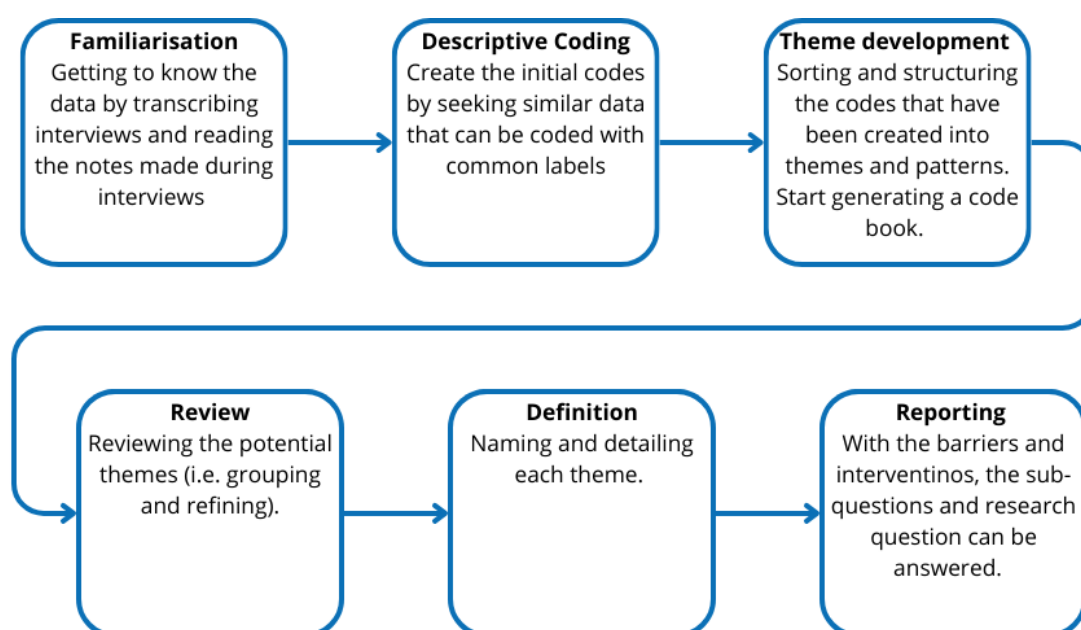 Familiarisation
Getting to know the
data by transcribing
interviews and reading
the notes made during
interviews
Descriptive Coding
Create the initial codes
by seeking similar data
that can be coded with
common labels
Theme development
Sorting and structuring
the codes that have
been created into
themes and patterns.
Start generating a code
book.
Review
Reviewing the potential
themes (i.e. grouping
and refining).
Definition
Naming and detailing
each theme.
Reporting
With the barriers and
interventinos, the sub-
questions and research
question can be
answered.